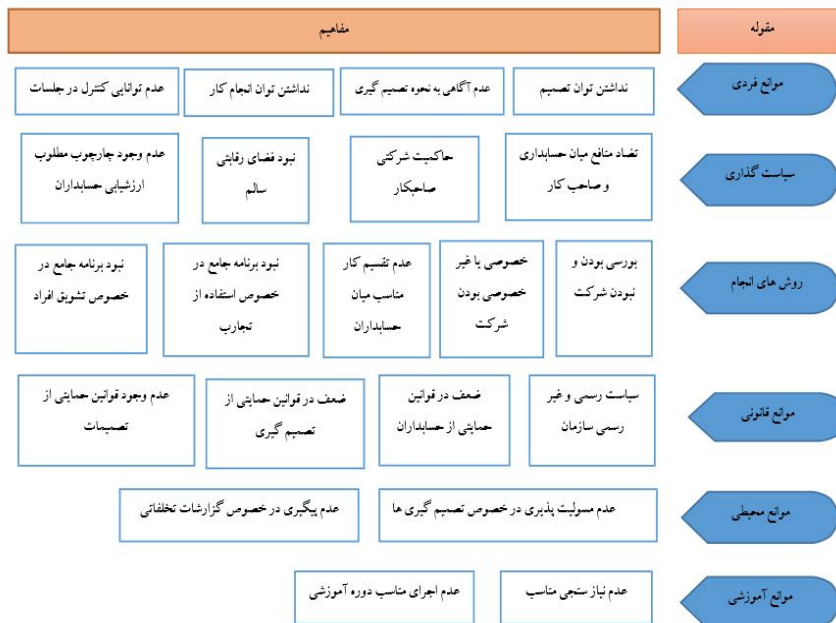 مقوله
مفاهیم
موانع فردی
نداشتن توان تصمیم
عدم آگاهی به نحوه تصمیم گیری
نداشتن توان انجام کار
عدم توانایی کنترل در جلسات
سیاست گذاری
تضاد منافع میان حسابداری
و صاحب کار
حاکمیت شرکتی
صاحبکار
نبود فضای رقابتی
سالم
عدم وجود چارچوب مطلوب
ارزشیابی حسابداران
روش های انجام
بورسی بودن و
نبودن شرکت
خصوصی یا غیر
خصوصی بودن
شرکت
عدم تقسیم کار
مناسب میان
حسابداران
نبود برنامه جامع در
خصوص استفاده از
تجارب
نبود برنامه جامع در
خصوص تشویق افراد
موانع قانونی
سیاست رسمی و غیر
رسمی سازمان
ضعف در قوانین
حمایتی از حسابداران
ضعف در قوانین حمایتی از
تصمیم گیری
عدم وجود قوانین حمایتی از
تصمیمات
موانع محیطی
عدم مسولیت پذیری در خصوص تصمیم گیری ها
عدم پیگیری در خصوص گزارشات تخلفاتی
موانع آموزشی
عدم نیاز سنجی مناسب
عدم اجرای مناسب دوره آموزشی